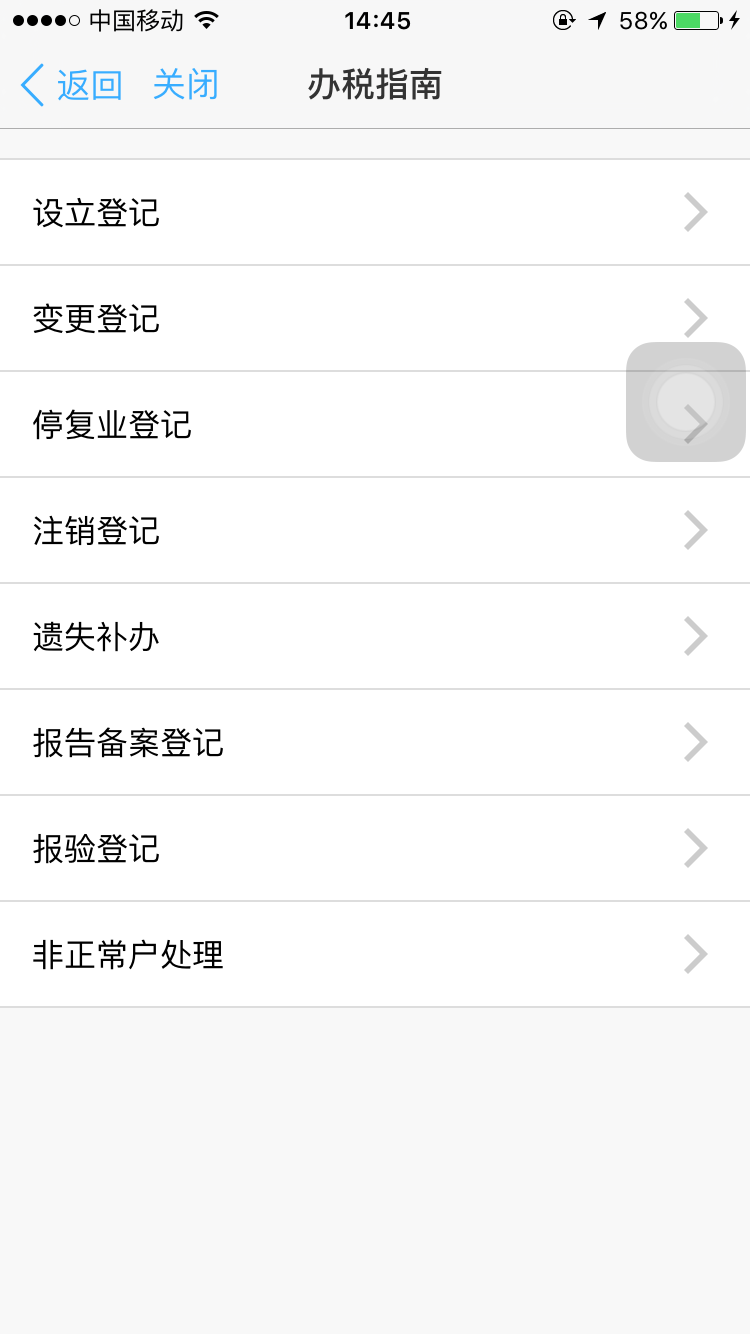 中国移动 14:45 58%
返回 关闭 办税指南
设立登记
变更登记
停复业登记
注销登记
遗失补办
报告备案登记
报验登记
非正常户处理